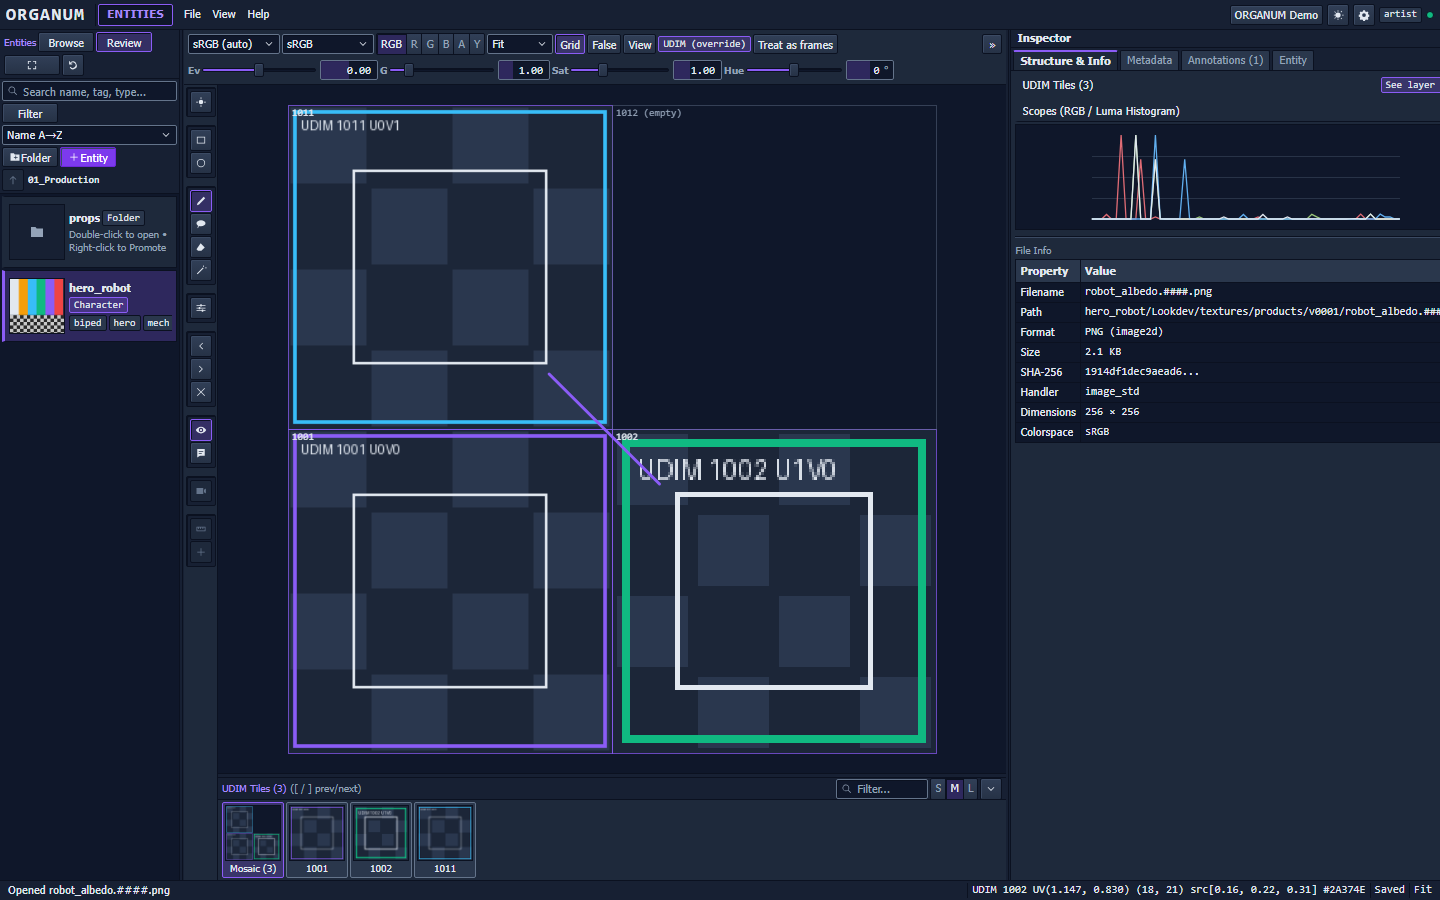 ORGANUM ENTITIES File View Help ORGANUM Demo artist
Entities Browse Review
Search name, tag, type...
Filter
Name A→Z
Folder + Entity
01_Production
props Folder
Double-click to open •
Right-click to Promote
hero_robot
Character
biped hero mech
sRGB (auto) sRGB RGB R G B A Y Fit Grid False View UDIM (override) Treat as frames »
Ev 0.00 G 1.00 Sat 1.00 Hue 0 °
1011
UDIM 1011 U0V1
1012 (empty)
1001
UDIM 1001 U0V0
1002
UDIM 1002 U1V0
UDIM Tiles (3) ([ / ] prev/next) Filter... S M L
Mosaic (3) 1001 1002 1011
Inspector
Structure & Info Metadata Annotations (1) Entity
UDIM Tiles (3) See layer
Scopes (RGB / Luma Histogram)
File Info
Property Value
Filename robot_albedo.####.png
Path hero_robot/Lookdev/textures/products/v0001/robot_albedo.###
Format PNG (image2d)
Size 2.1 KB
SHA-256 1914df1dec9aead6...
Handler image_std
Dimensions 256 × 256
Colorspace sRGB
Opened robot_albedo.####.png
UDIM 1002 UV(1.147, 0.830) (18, 21) src[0.16, 0.22, 0.31] #2A374E Saved Fit